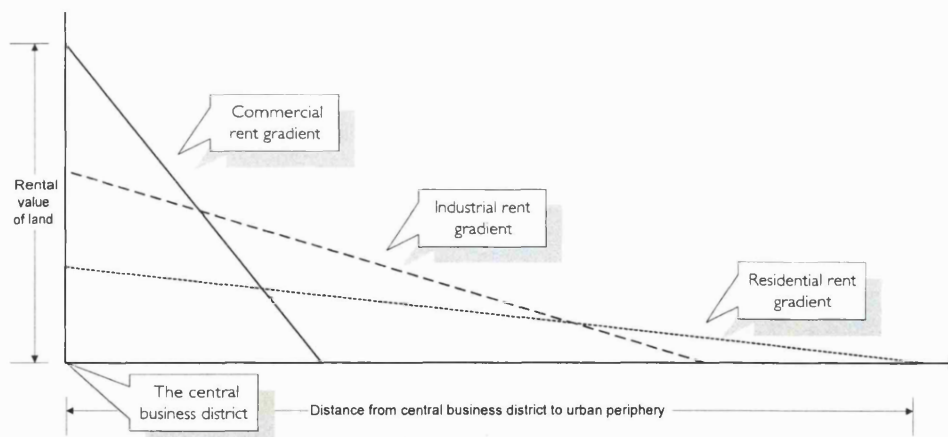 Commercial
rent gradient
Rental
value
of land
Industrial rent
gradient
Residential rent
gradient
The central
business district
Distance from central business district to urban periphery